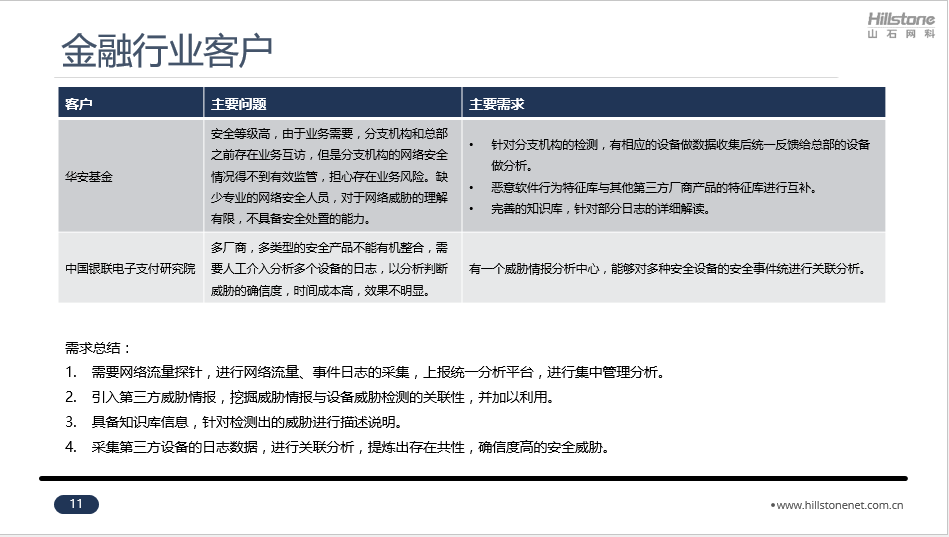 Hillstone
山石网科
金融行业客户
客户 主要问题 主要需求
华安基金
安全等级高，由于业务需要，分支机构和总部
之前存在业务互访，但是分支机构的网络安全
情况得不到有效监管，担心存在业务风险。缺
少专业的网络安全人员，对于网络威胁的理解
有限，不具备安全处置的能力。
• 针对分支机构的检测，有相应的设备做数据收集后统一反馈给总部的设备
做分析。
• 恶意软件行为特征库与其他第三方厂商产品的特征库进行互补。
• 完善的知识库，针对部分日志的详细解读。
中国银联电子支付研究院
多厂商，多类型的安全产品不能有机整合，需
要人工介入分析多个设备的日志，以分析判断
威胁的确信度，时间成本高，效果不明显。
有一个威胁情报分析中心，能够对多种安全设备的安全事件统进行关联分析。
需求总结：
1. 需要网络流量探针，进行网络流量、事件日志的采集，上报统一分析平台，进行集中管理分析。
2. 引入第三方威胁情报，挖掘威胁情报与设备威胁检测的关联性，并加以利用。
3. 具备知识库信息，针对检测出的威胁进行描述说明。
4. 采集第三方设备的日志数据，进行关联分析，提炼出存在共性，确信度高的安全威胁。
11
•www.hillstonenet.com.cn